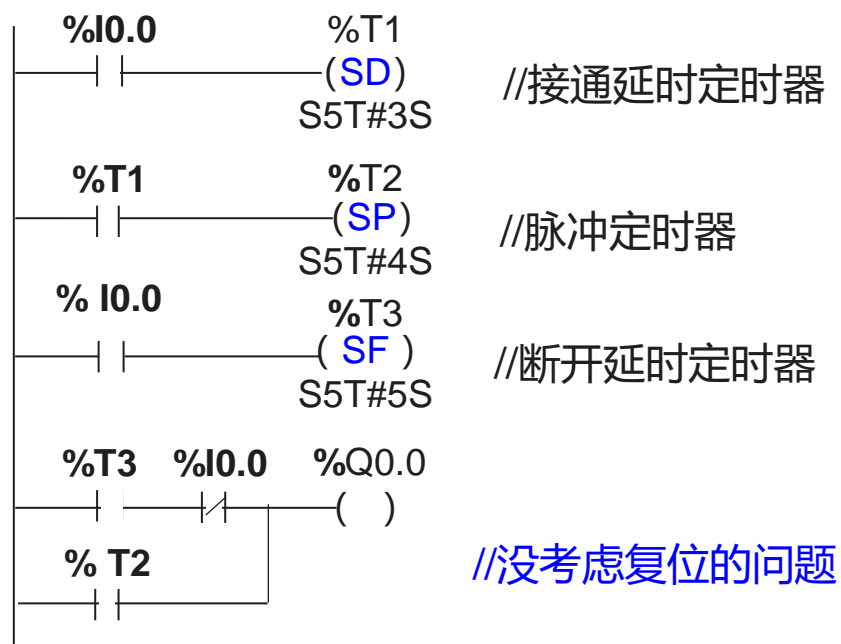 %I0.0 %T1
(SD) //接通延时定时器
S5T#3S
%T1 %T2
(SP) //脉冲定时器
S5T#4S
% I0.0 %T3
( SF ) //断开延时定时器
S5T#5S
%T3 %I0.0 %Q0.0
( )
% T2 //没考虑复位的问题